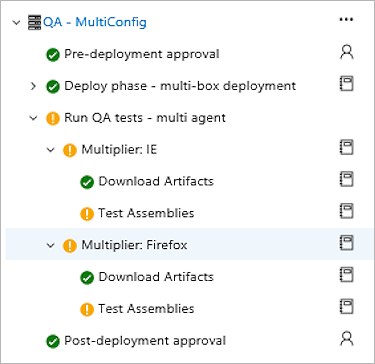 QA - MultiConfig
Pre-deployment approval
Deploy phase - multi-box deployment
Run QA tests - multi agent
Multiplier: IE
Download Artifacts
Test Assemblies
Multiplier: Firefox
Download Artifacts
Test Assemblies
Post-deployment approval